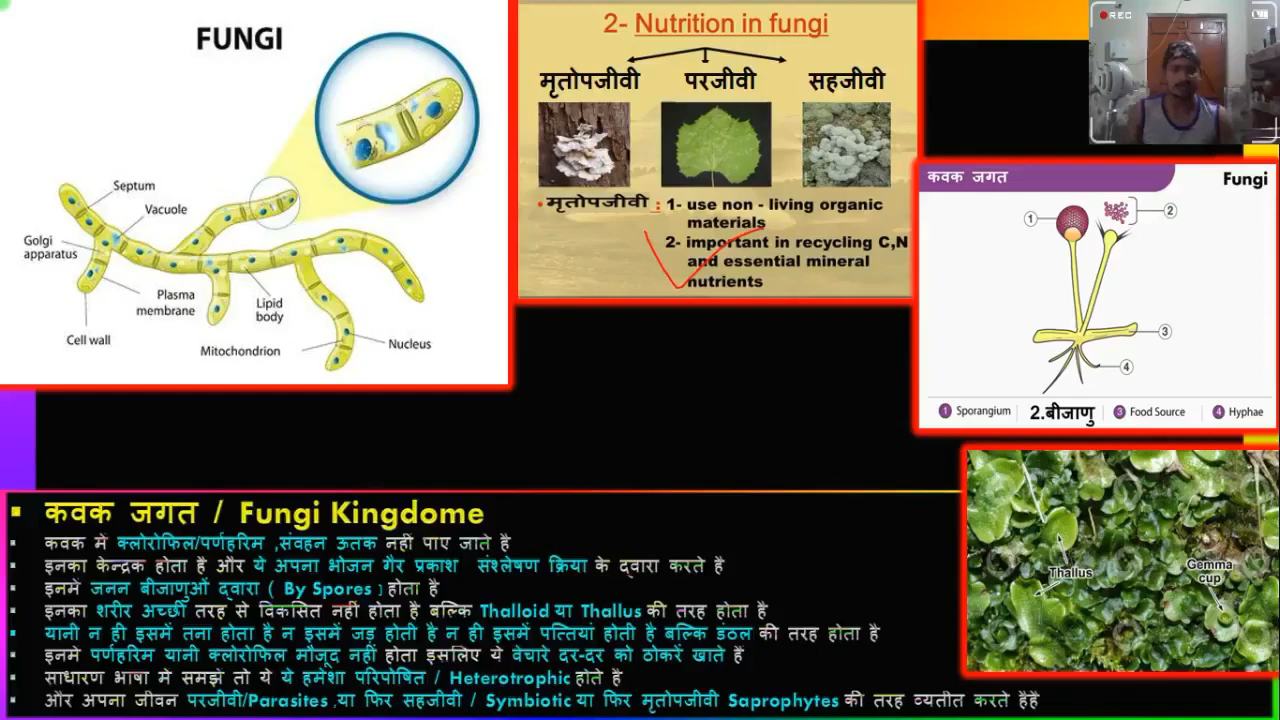 FUNGI
Septum
Vacuole
Golgi
apparatus
Plasma
membrane
Lipid
body
Cell wall
Mitochondrion
Nucleus
2- Nutrition in fungi
मृतोपजीवी परजीवी सहजीवी
• मृतोपजीवी : 1- use non - living organic
materials
2- important in recycling C,N
and essential mineral
nutrients
REC
कवक जगत Fungi
1
2
3
4
1 Sporangium 2.बीजाणु 3 Food Source 4 Hyphae
Thallus
Gemma
cup
▪ कवक जगत / Fungi Kingdome
▪ कवक में क्लोरोफिल/पर्णहरिम ,संवहन ऊतक नहीं पाए जाते है
▪ इनका केन्द्रक होता है और ये अपना भोजन गैर प्रकाश संश्लेषण क्रिया के द्वारा करते है
▪ इनमें जनन बीजाणुओं द्वारा ( By Spores ) होता है
▪ इनका शरीर अच्छी तरह से विकसित नहीं होता है बल्कि Thalloid या Thallus की तरह होता है
▪ यानी न ही इसमें तना होता है न इसमें जड़ होती है न ही इसमें पत्तियां होती है बल्कि डंठल की तरह होता है
▪ इनमे पर्णहरिम यानी क्लोरोफिल मौजूद नहीं होता इसलिए ये वेचारे दर-दर को ठोकरें खाते है
▪ साधारण भाषा में समझें तो ये ये हमेशा परिपोषित / Heterotrophic होते है
▪ और अपना जीवन परजीवी/Parasites ,या फिर सहजीवी / Symbiotic या फिर मृतोपजीवी Saprophytes की तरह व्यतीत करते हैहै